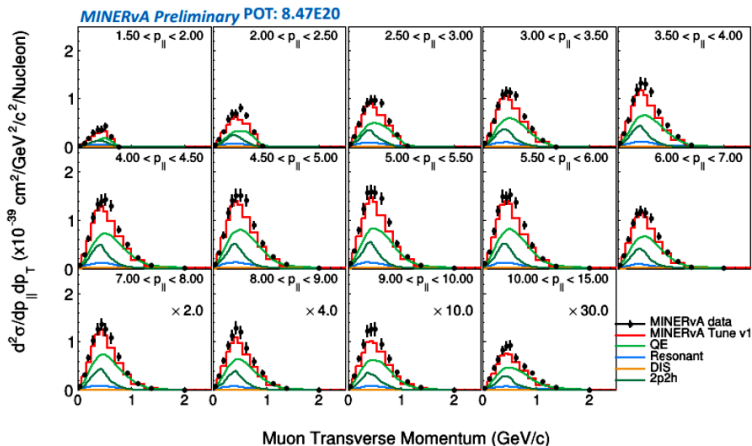 MINERvA Preliminary POT: 8.47E20
1.50 < p|| < 2.00
2.00 < p|| < 2.50
2.50 < p|| < 3.00
3.00 < p|| < 3.50
3.50 < p|| < 4.00
2
1
0
4.00 < p|| < 4.50
4.50 < p|| < 5.00
5.00 < p|| < 5.50
5.50 < p|| < 6.00
6.00 < p|| < 7.00
2
1
0
7.00 < p|| < 8.00
8.00 < p|| < 9.00
9.00 < p|| < 10.00
10.00 < p|| < 15.00
× 2.0
× 4.0
× 10.0
× 30.0
2
1
0
0 1 2 0 1 2 0 1 2 0 1 2
d²σ/dp||dpT (x10⁻³⁹ cm²/GeV²/c²/Nucleon)
Muon Transverse Momentum (GeV/c)
MINERvA data
MINERvA Tune v1
QE
Resonant
DIS
2p2h